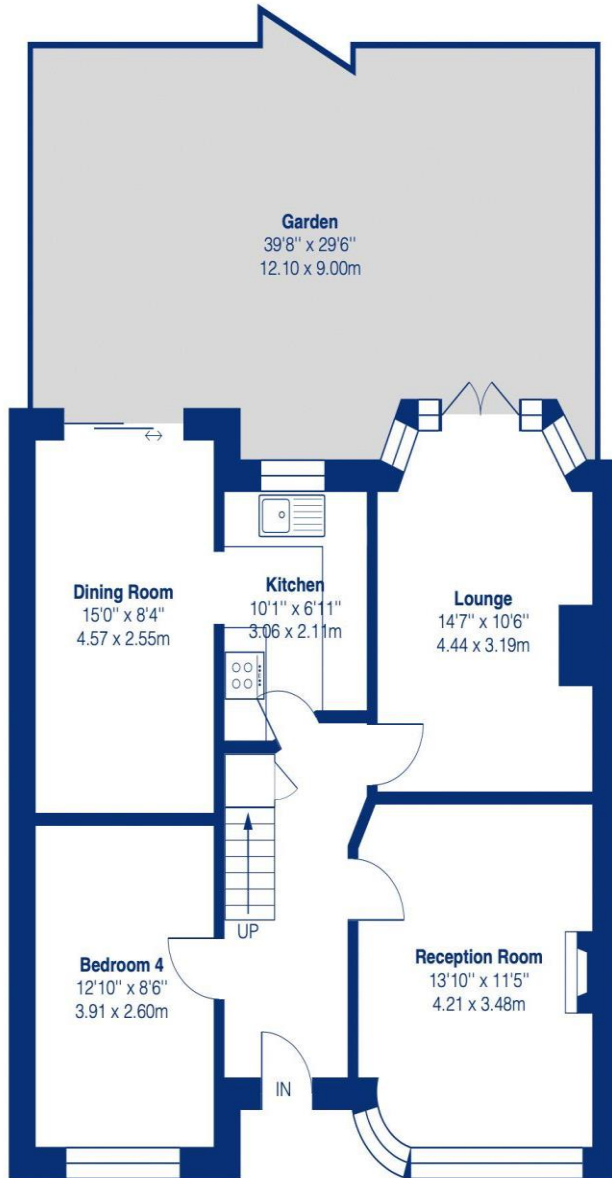 Garden
39'8" x 29'6"
12.10 x 9.00m
Dining Room
15'0" x 8'4"
4.57 x 2.55m
Kitchen
10'1" x 6'11"
3.06 x 2.11m
Lounge
14'7" x 10'6"
4.44 x 3.19m
UP
Bedroom 4
12'10" x 8'6"
3.91 x 2.60m
Reception Room
13'10" x 11'5"
4.21 x 3.48m
IN